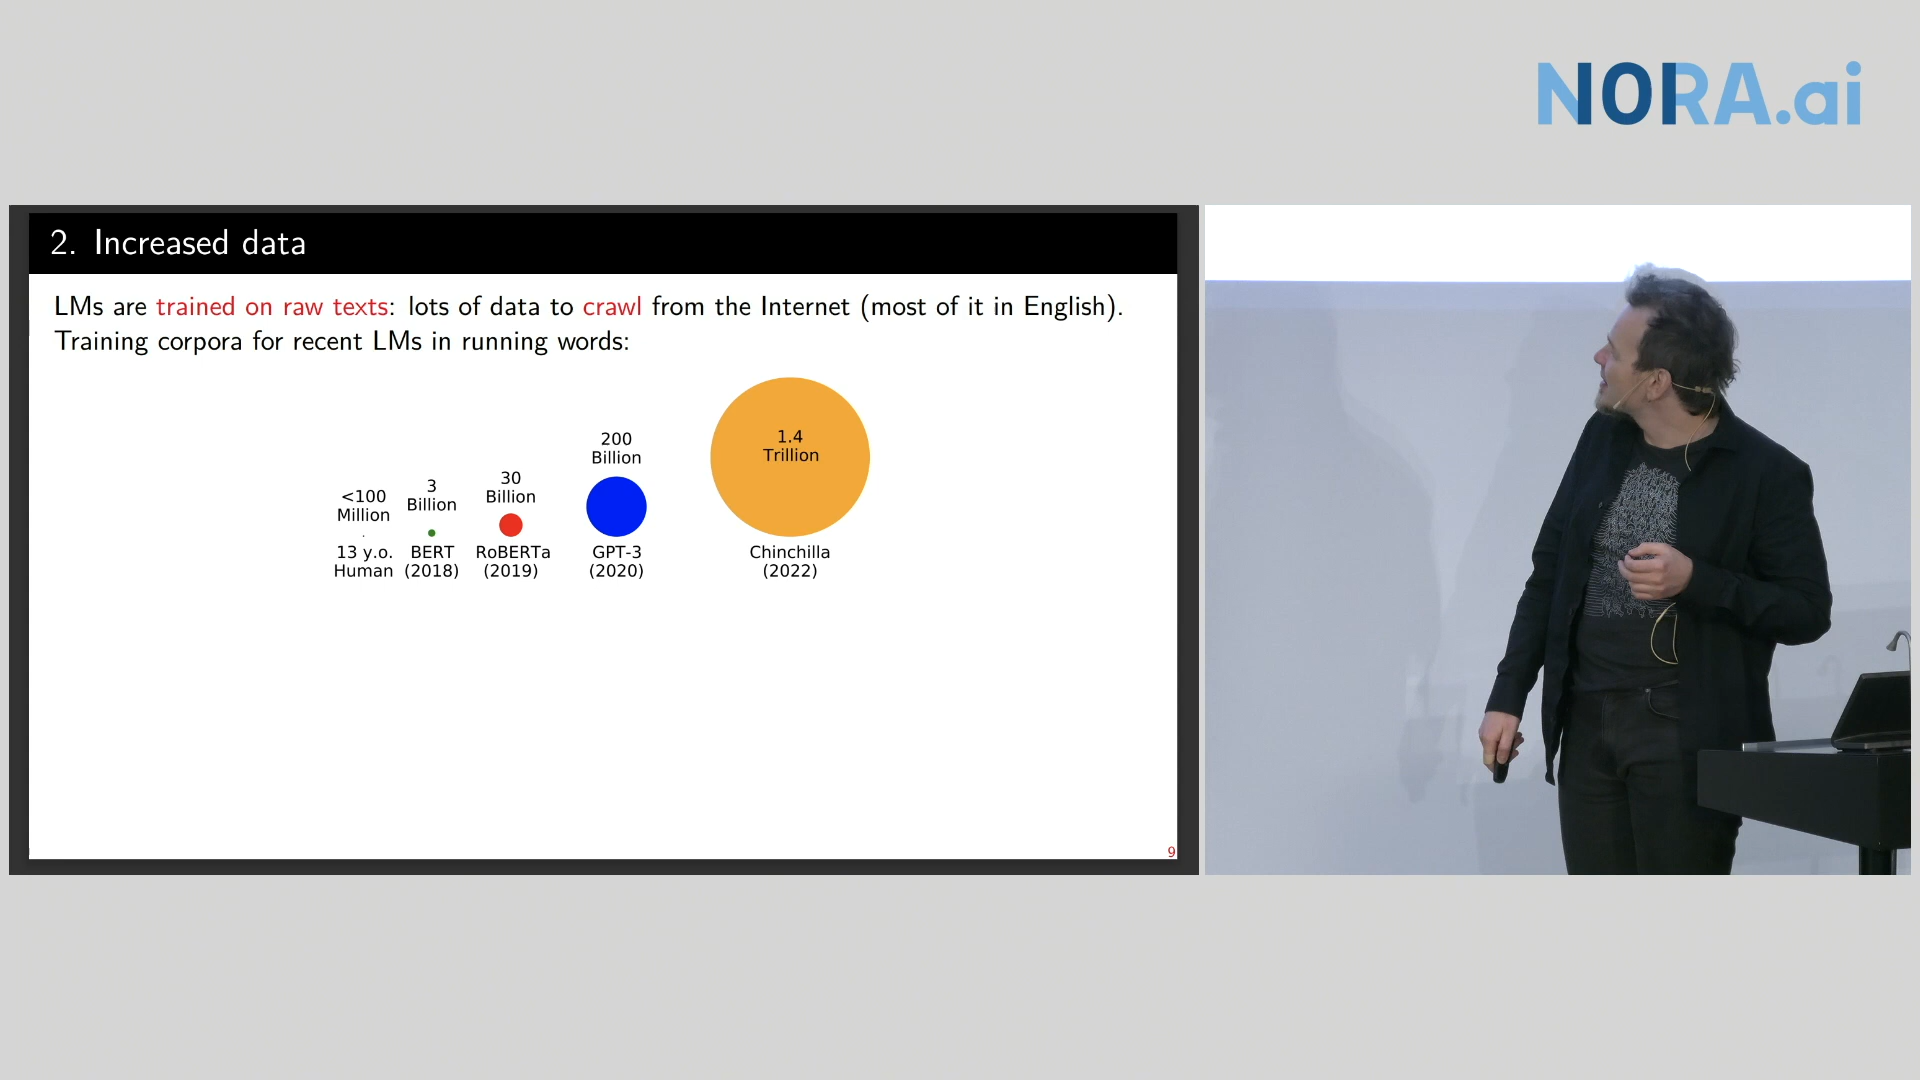 NORA.ai
2. Increased data
LMs are trained on raw texts: lots of data to crawl from the Internet (most of it in English).
Training corpora for recent LMs in running words:
<100
Million
13 y.o.
Human
3
Billion
BERT
(2018)
30
Billion
RoBERTa
(2019)
200
Billion
GPT-3
(2020)
1.4
Trillion
Chinchilla
(2022)
9